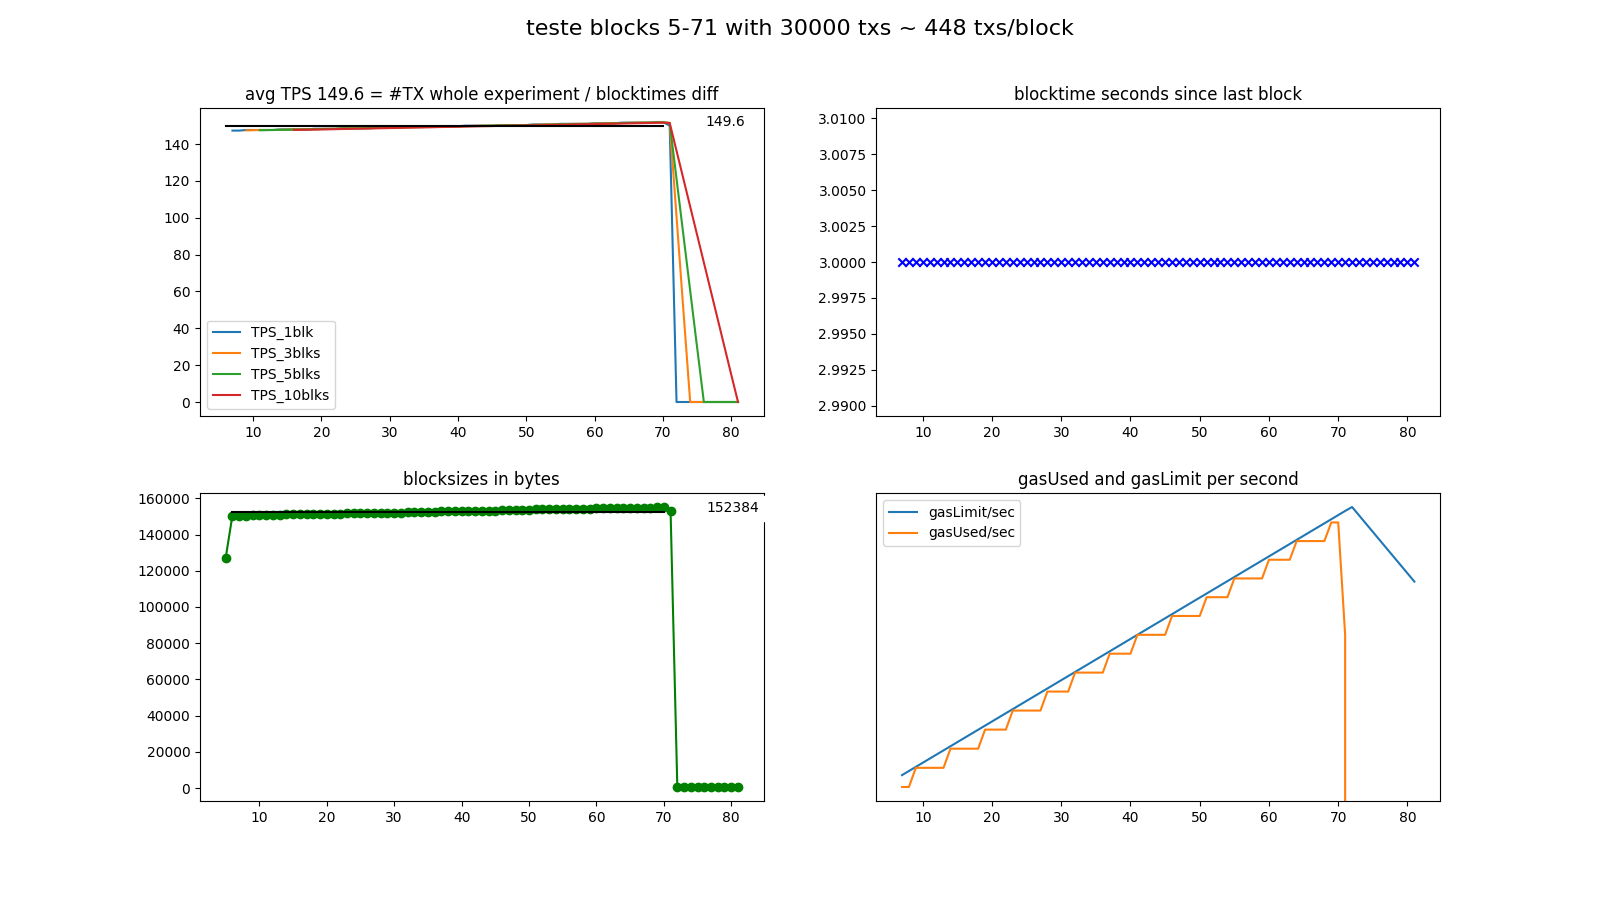 teste blocks 5-71 with 30000 txs ~ 448 txs/block
avg TPS 149.6 = #TX whole experiment / blocktimes diff
149.6
140
120
100
80
60
40
20
0
TPS_1blk
TPS_3blks
TPS_5blks
TPS_10blks
10 20 30 40 50 60 70 80
blocktime seconds since last block
3.0100
3.0075
3.0050
3.0025
3.0000
2.9975
2.9950
2.9925
2.9900
10 20 30 40 50 60 70 80
blocksizes in bytes
152384
160000
140000
120000
100000
80000
60000
40000
20000
0
10 20 30 40 50 60 70 80
gasUsed and gasLimit per second
gasLimit/sec
gasUsed/sec
10 20 30 40 50 60 70 80